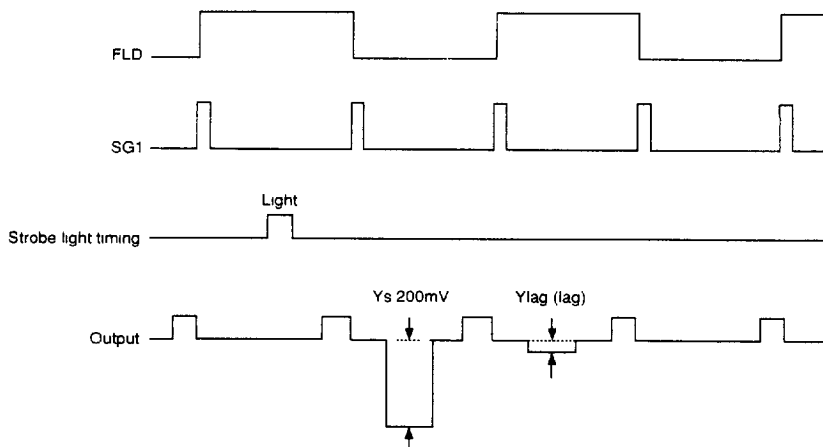 FLD
SG1
Light
Strobe light timing
Ys 200mV
Ylag (lag)
Output